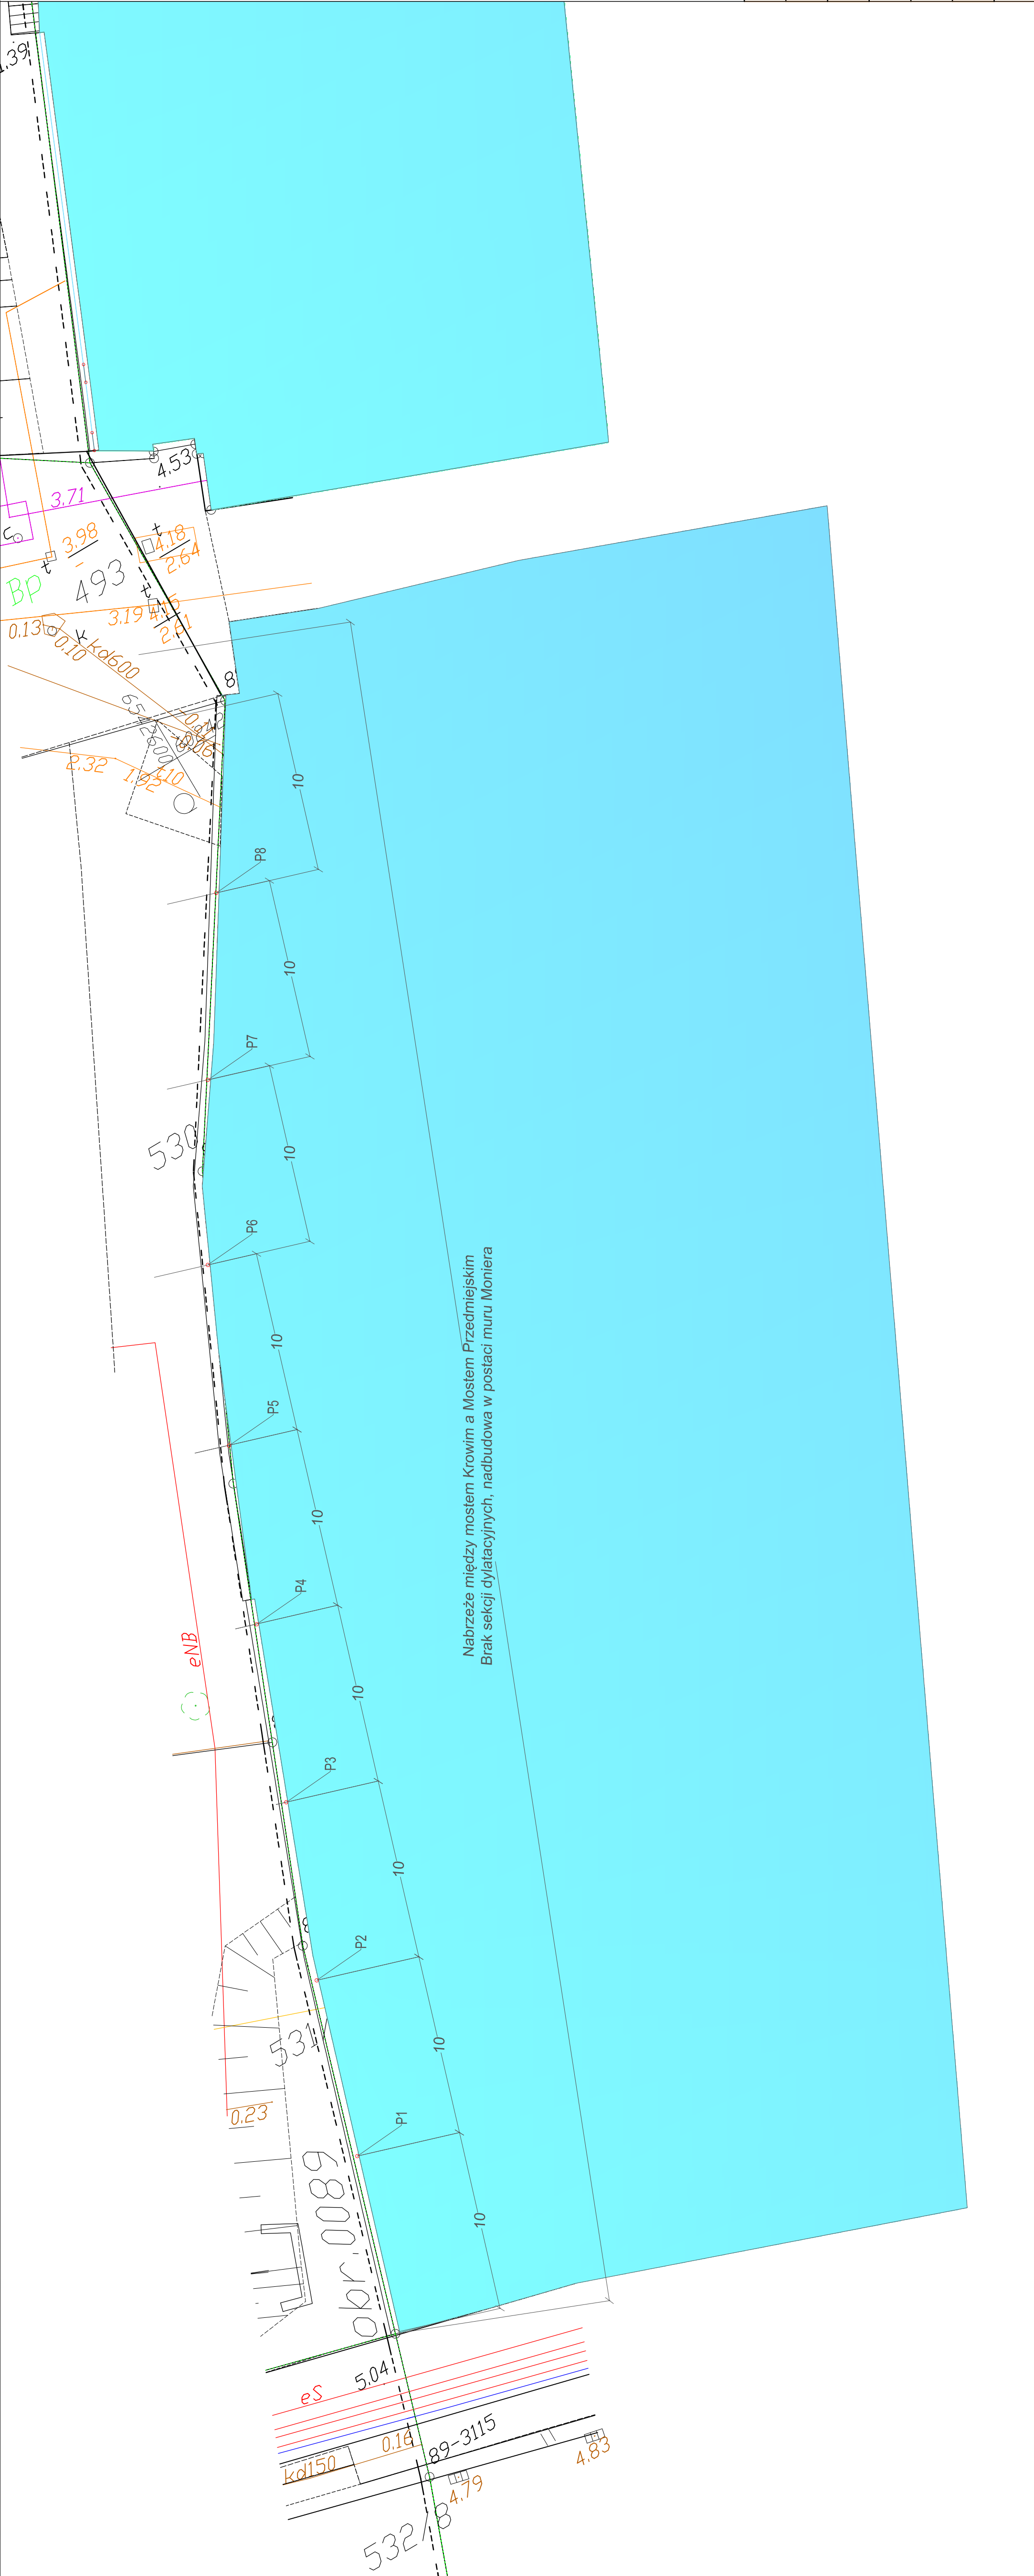 1.39
4.53
3.71
3.98
t
4.18
2.64
t
Bp
493
t
3.19
0.13
0.10
k
kd600
8
2.32
1.92
10
P8
10
P7
530
10
P6
10
P5
10
P4
Nabrzeże między mostem Krowim a Mostem Przedmiejskim
Brak sekcji dylatacyjnych, nadbudowa w postaci muru Moniera
eNB
10
P3
10
P2
531
10
P1
0.23
obr. 0089
10
5.04
eS
0.16
89-3115
kd150
4.83
4.79
532/8